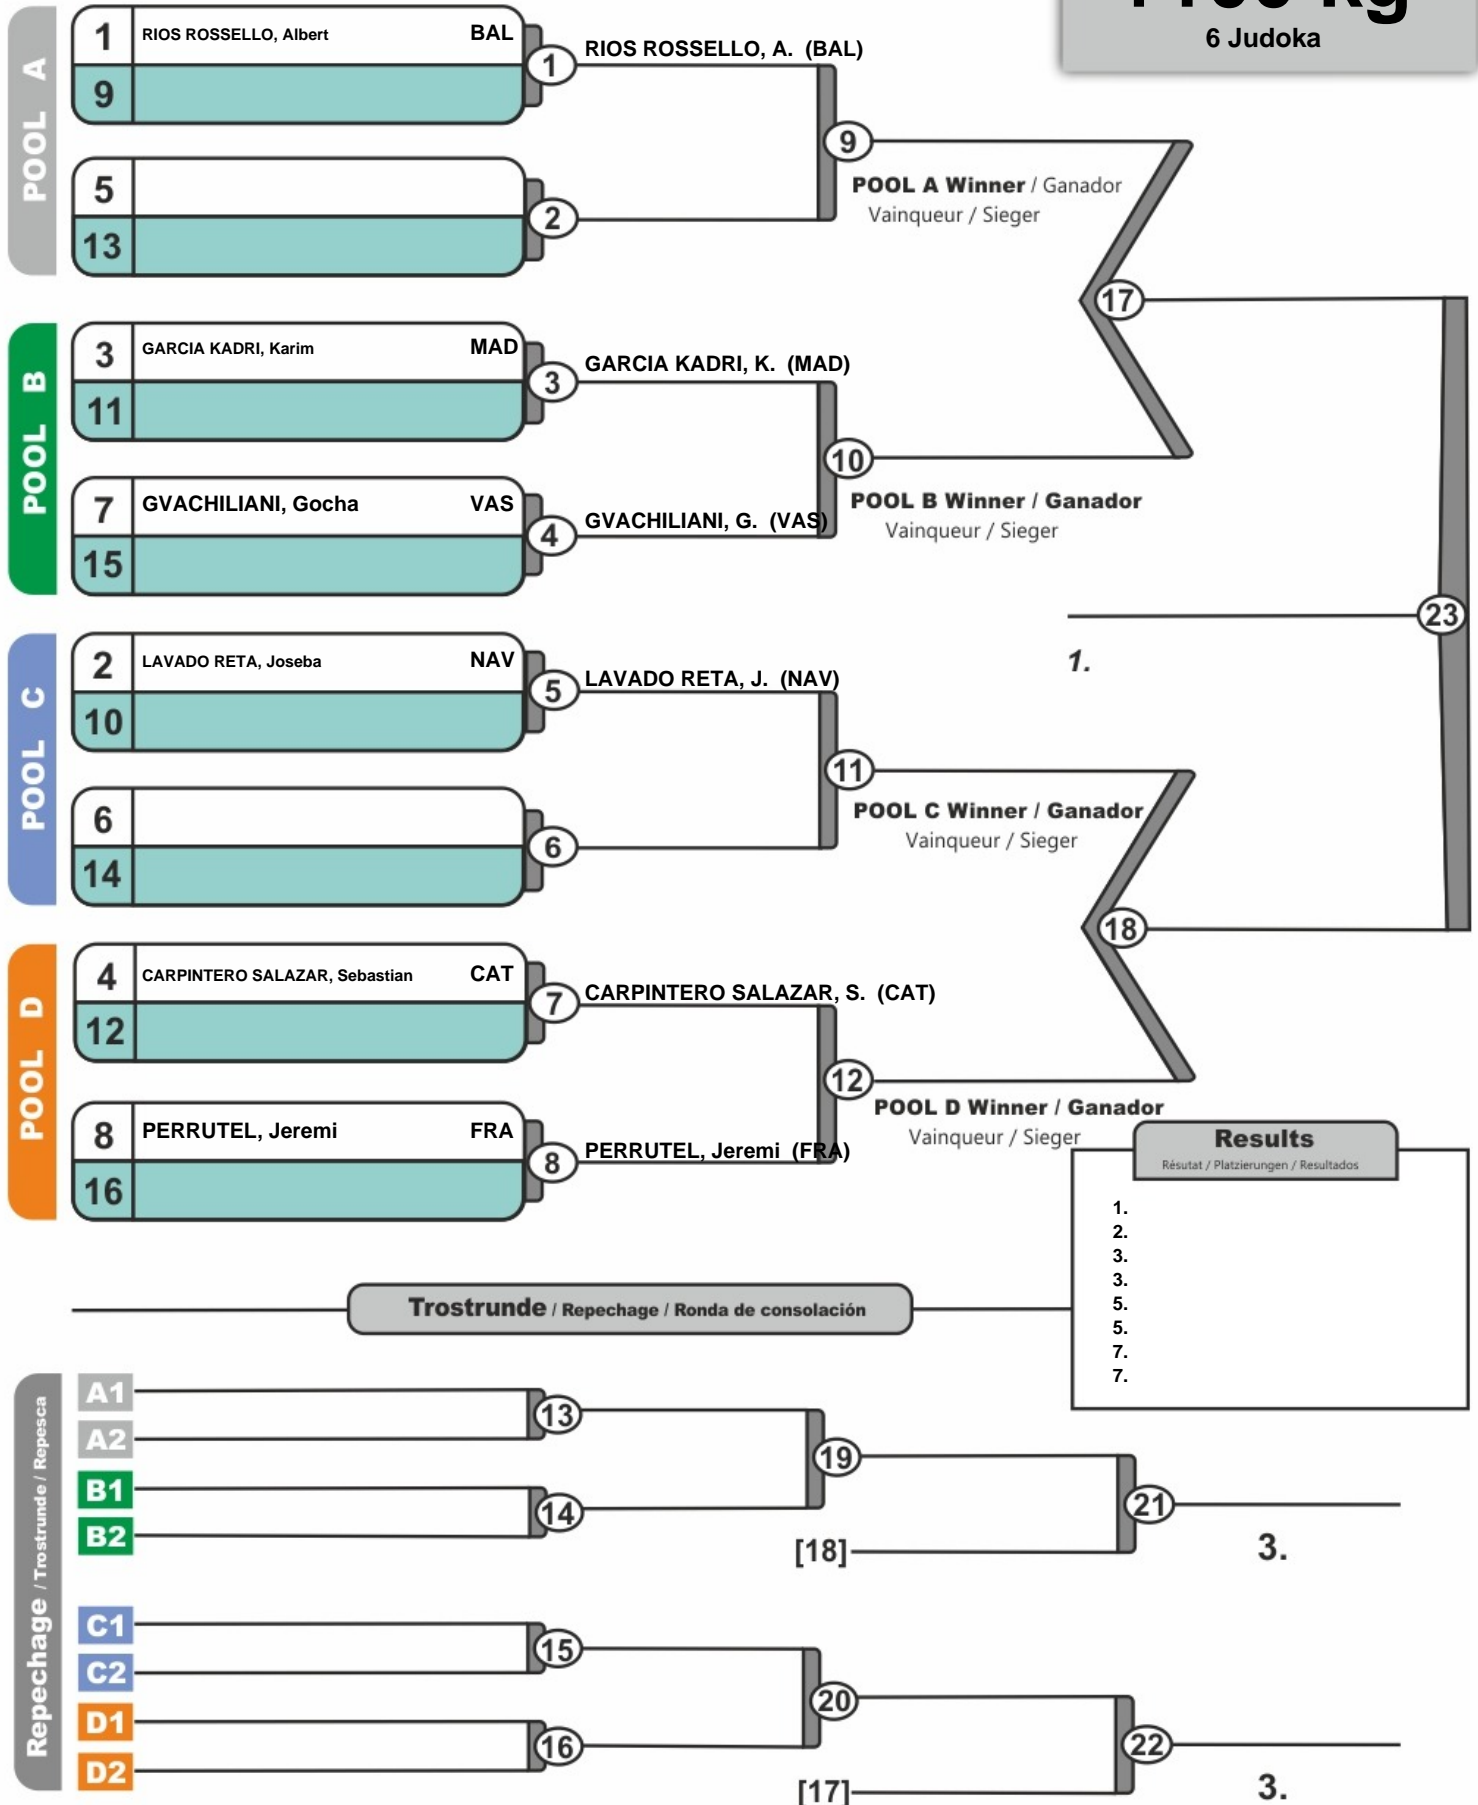 6 Judoka
POOL A
1 RIOS ROSSELLO, Albert BAL
9
1
RIOS ROSSELLO, A. (BAL)
5
13
2
9
POOL A Winner / Ganador
Vainqueur / Sieger
17
POOL B
3 GARCIA KADRI, Karim MAD
11
3
GARCIA KADRI, K. (MAD)
7 GVACHILIANI, Gocha VAS
15
4
GVACHILIANI, G. (VAS)
10
POOL B Winner / Ganador
Vainqueur / Sieger
23
1.
POOL C
2 LAVADO RETA, Joseba NAV
10
5
LAVADO RETA, J. (NAV)
6
14
6
11
POOL C Winner / Ganador
Vainqueur / Sieger
18
POOL D
4 CARPINTERO SALAZAR, Sebastian CAT
12
7
CARPINTERO SALAZAR, S. (CAT)
8 PERRUTEL, Jeremi FRA
16
8
PERRUTEL, Jeremi (FRA)
12
POOL D Winner / Ganador
Vainqueur / Sieger
Results
Résutat / Platzierungen / Resultados
1.
2.
3.
3.
5.
5.
7.
7.
Trostrunde / Repechage / Ronda de consolación
Repechage / Trostrunde / Repesca
A1
A2
13
B1
B2
14
19
[18]
21
3.
C1
C2
15
D1
D2
16
20
[17]
22
3.